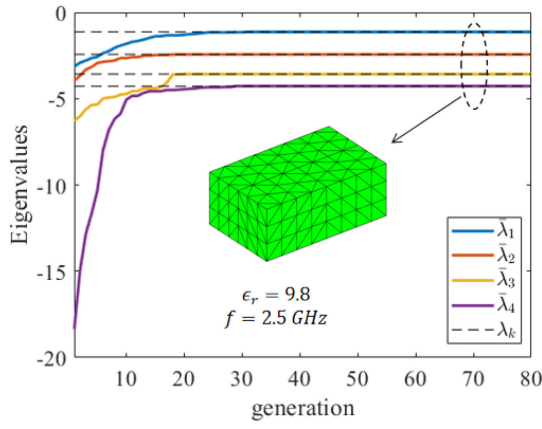 0
-5
-10
-15
-20
Eigenvalues
10 20 30 40 50 60 70 80
generation
ϵᵣ = 9.8
f = 2.5 GHz
λ̄₁
λ̄₂
λ̄₃
λ̄₄
λₖ